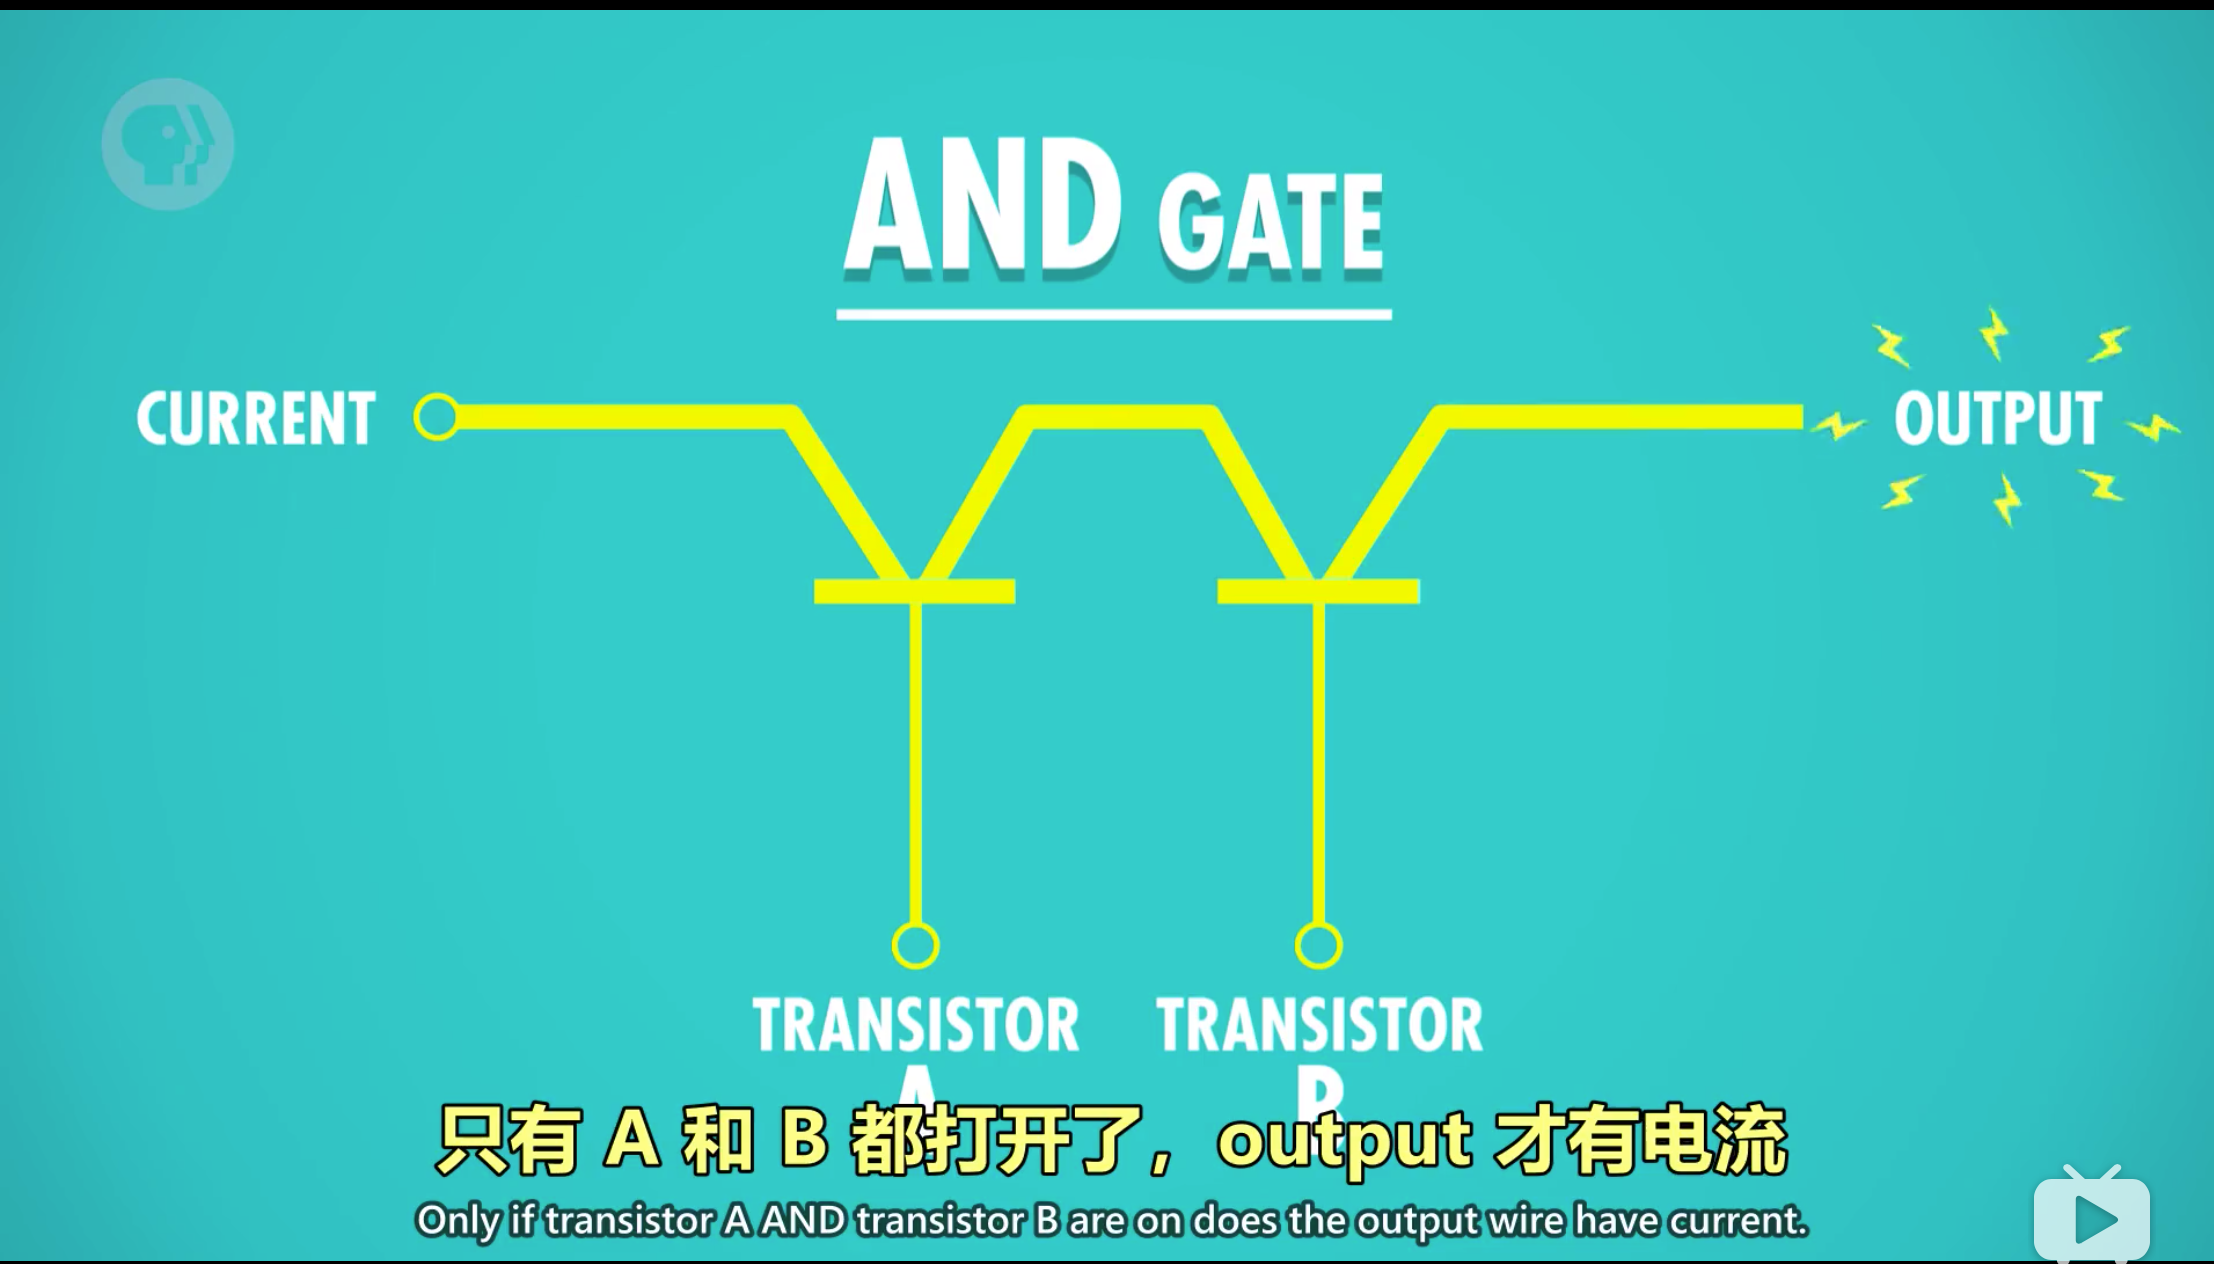 AND GATE
CURRENT
OUTPUT
TRANSISTOR TRANSISTOR
A B
只有 A 和 B 都打开了，output 才有电流
Only if transistor A AND transistor B are on does the output wire have current.